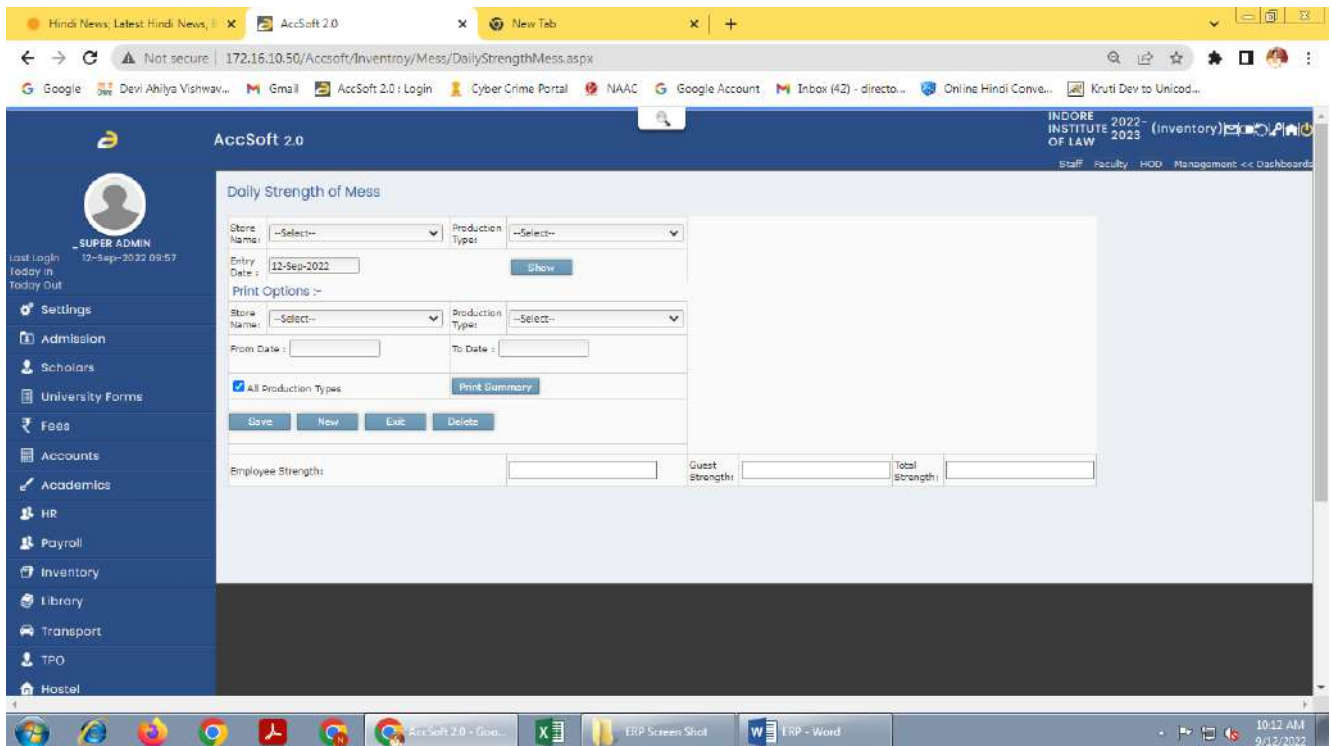 Hindi News; Latest Hindi News, I
AccSoft 2.0
New Tab
Not secure 172.16.10.50/Accsoft/Inventroy/Mess/DailyStrengthMess.aspx
Google Devi Ahilya Vishwav... Gmail AccSoft 2.0 : Login Cyber Crime Portal NAAC Google Account Inbox (42) - directo... Online Hindi Conve... Kruti Dev to Unicod...
AccSoft 2.0
INDORE INSTITUTE OF LAW 2022-2023 (Inventory)
Staff Faculty HOD Management << Dashboards
_SUPER ADMIN
Last Login 12-Sep-2022 09:57
Today In
Today Out
Settings
Admission
Scholars
University Forms
Fees
Accounts
Academics
HR
Payroll
Inventory
Library
Transport
TPO
Hostel
Daily Strength of Mess
Store Name: --Select-- Production Type: --Select--
Entry Date : 12-Sep-2022 Show
Print Options :-
Store Name: --Select-- Production Type: --Select--
From Date : To Date :
All Production Types Print Summary
Save New Exit Delete
Employee Strength: Guest Strength: Total Strength:
AccSoft 2.0 - Goo... ERP Screen Shot ERP - Word
10:12 AM
9/12/2022